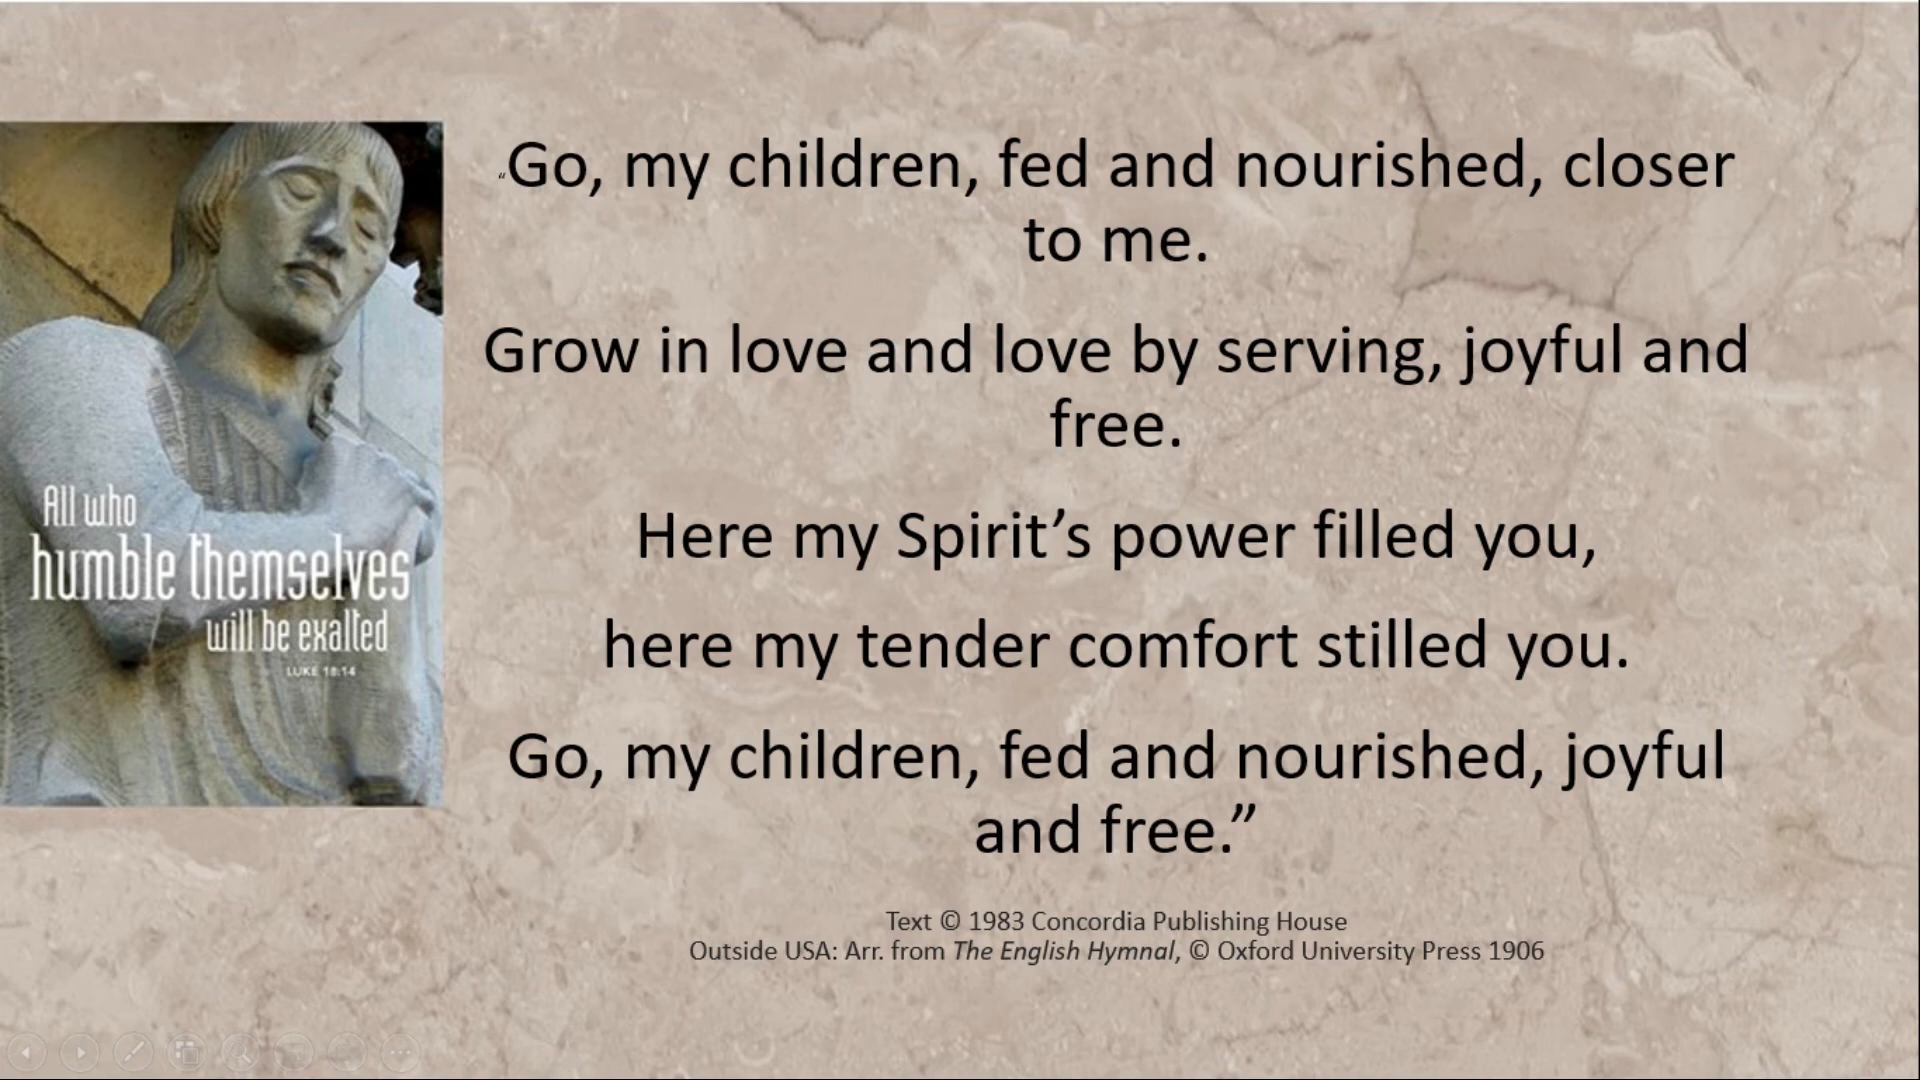 “Go, my children, fed and nourished, closer
to me.
Grow in love and love by serving, joyful and
free.
Here my Spirit’s power filled you,
here my tender comfort stilled you.
Go, my children, fed and nourished, joyful
and free.”
Text © 1983 Concordia Publishing House
Outside USA: Arr. from The English Hymnal, © Oxford University Press 1906
All who
humble themselves
will be exalted
LUKE 18:14